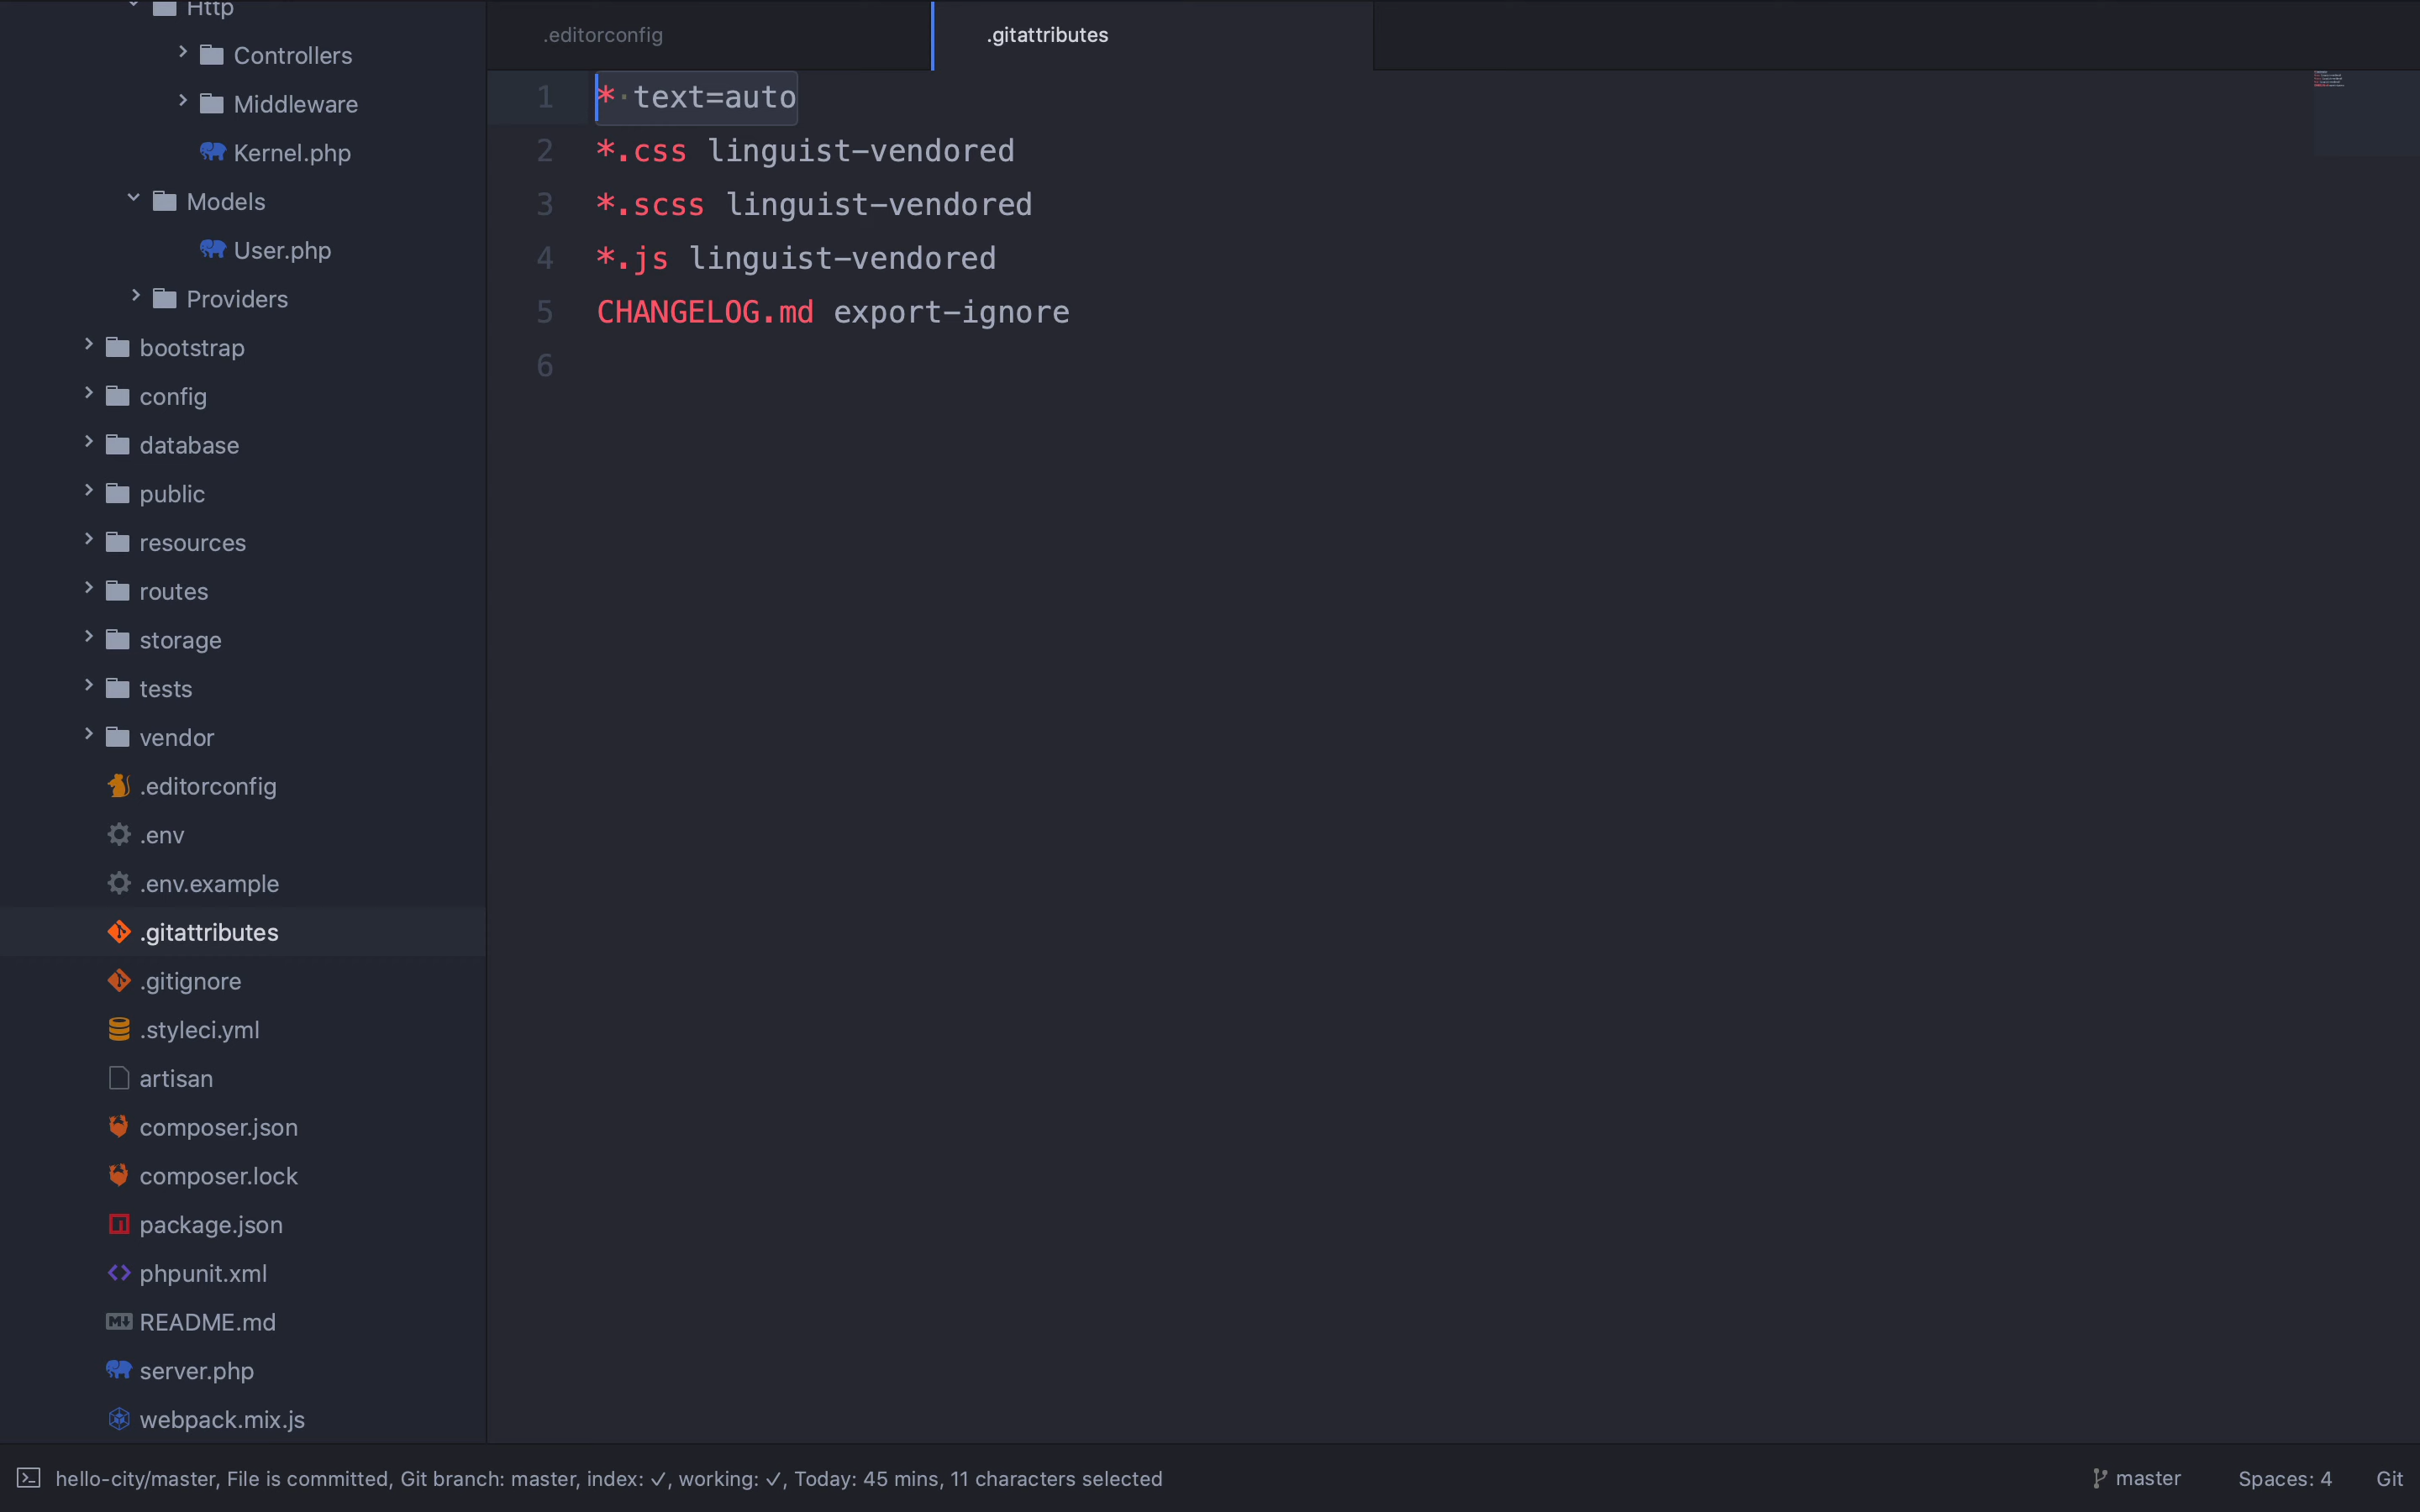 Http
Controllers
Middleware
Kernel.php
Models
User.php
Providers
bootstrap
config
database
public
resources
routes
storage
tests
vendor
.editorconfig
.env
.env.example
.gitattributes
.gitignore
.styleci.yml
artisan
composer.json
composer.lock
package.json
phpunit.xml
README.md
server.php
webpack.mix.js
.editorconfig
.gitattributes
1 * text=auto
2 *.css linguist-vendored
3 *.scss linguist-vendored
4 *.js linguist-vendored
5 CHANGELOG.md export-ignore
6
hello-city/master, File is committed, Git branch: master, index: ✓, working: ✓, Today: 45 mins, 11 characters selected
master
Spaces: 4
Git